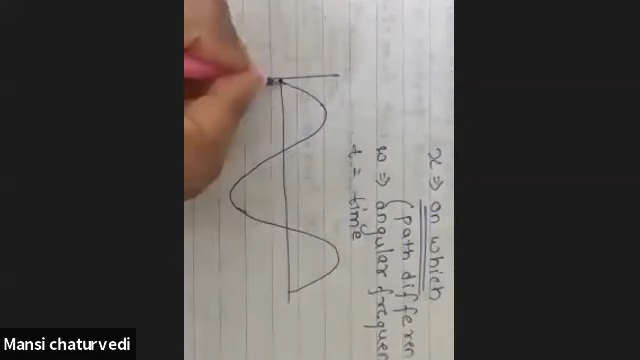 x ⇒ on which
(path differen
w ⇒ angular frequen
t = time
Mansi chaturvedi